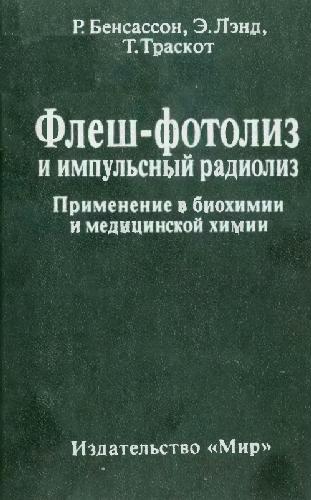 Р. Бенсассон, Э. Лэнд,
Т. Траскот
Флеш-фотолиз
и импульсный радиолиз
Применение в биохимии
и медицинской химии
Издательство «Мир»